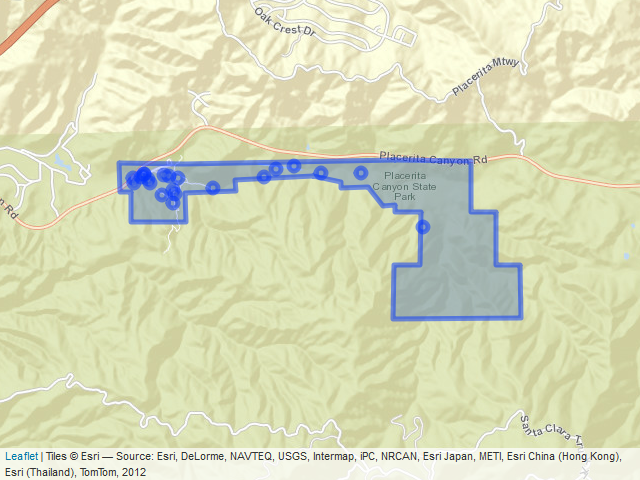 Oak Crest Dr
Placerita Mtwy
Placerita Canyon Rd
Placerita
Canyon State
Park
on Rd
Santa Clara Tr
Leaflet | Tiles © Esri — Source: Esri, DeLorme, NAVTEQ, USGS, Intermap, iPC, NRCAN, Esri Japan, METI, Esri China (Hong Kong),
Esri (Thailand), TomTom, 2012